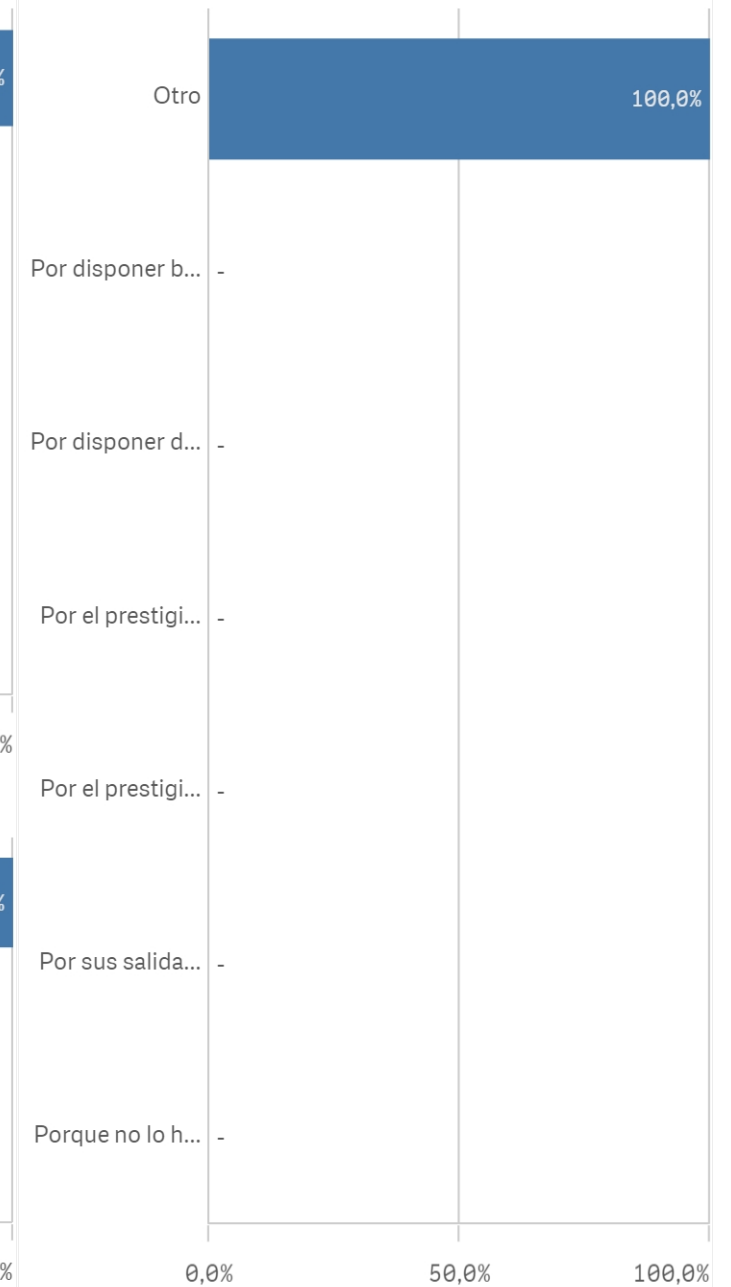 %
Otro
100,0%
Por disponer b...
-
Por disponer d...
-
Por el prestigi...
-
%
Por el prestigi...
-
%
Por sus salida...
-
Porque no lo h...
-
%
0,0%
50,0%
100,0%